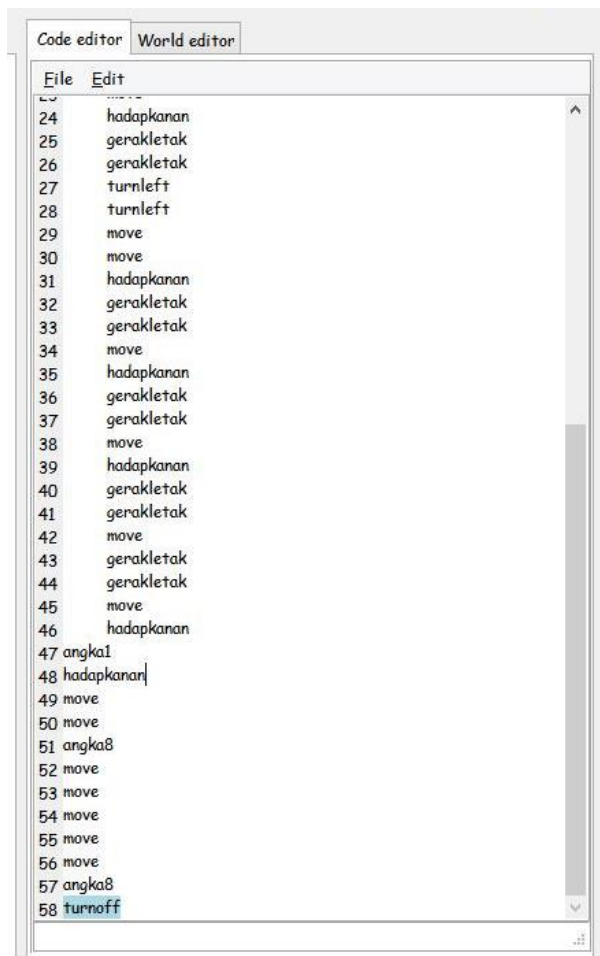 Code editor World editor
File Edit
24 hadapkanan
25 gerakletak
26 gerakletak
27 turnleft
28 turnleft
29 move
30 move
31 hadapkanan
32 gerakletak
33 gerakletak
34 move
35 hadapkanan
36 gerakletak
37 gerakletak
38 move
39 hadapkanan
40 gerakletak
41 gerakletak
42 move
43 gerakletak
44 gerakletak
45 move
46 hadapkanan
47 angka1
48 hadapkanan
49 move
50 move
51 angka8
52 move
53 move
54 move
55 move
56 move
57 angka8
58 turnoff